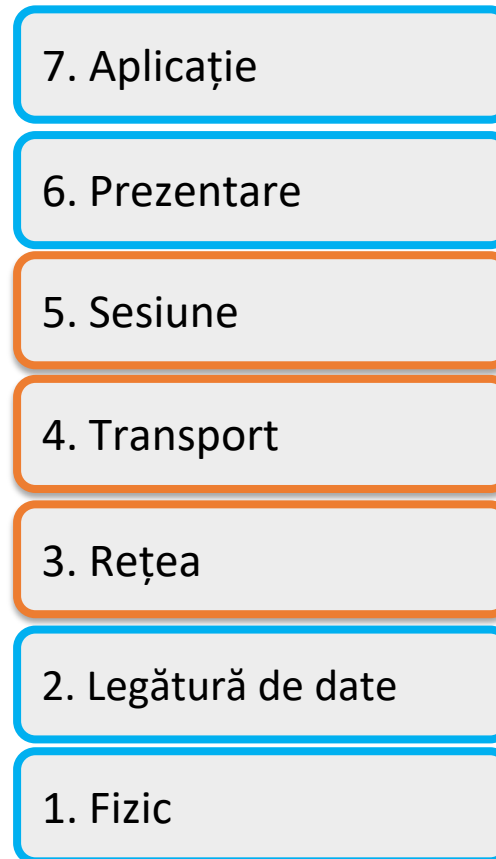 7. Aplicație
6. Prezentare
5. Sesiune
4. Transport
3. Rețea
2. Legătură de date
1. Fizic